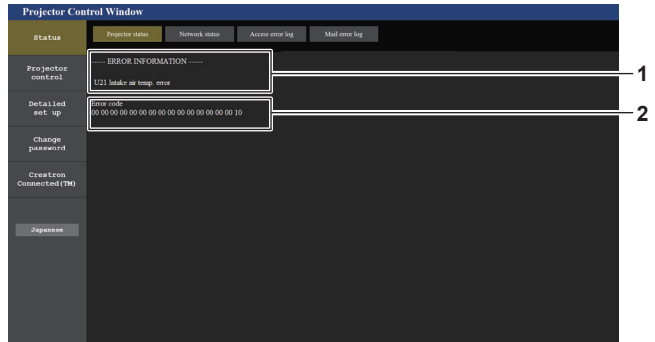 Projector Control Window
Status
Projector status
Network status
Access error log
Mail error log
Projector
control
Detailed
set up
Change
password
Crestron
Connected(TM)
Japanese
----- ERROR INFORMATION -----
U21 Intake air temp. error
Error code
00 00 00 00 00 00 00 00 00 00 00 00 00 00 00 10
1
2